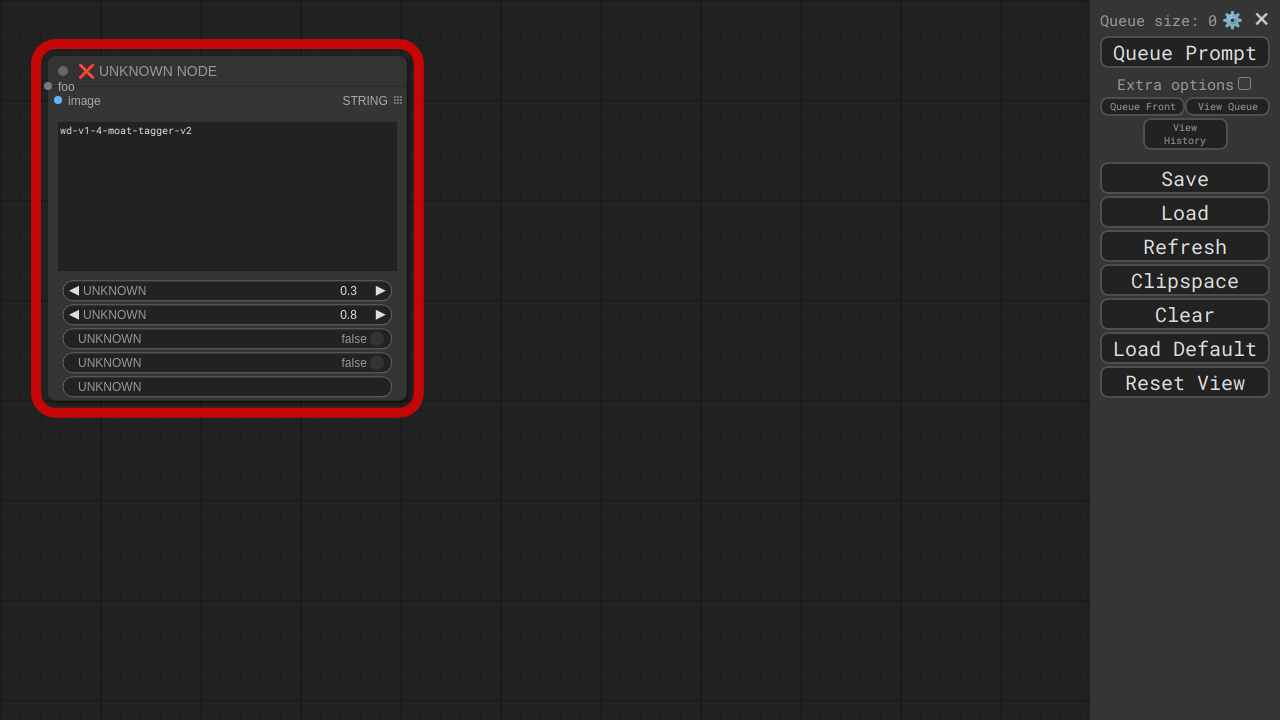 UNKNOWN NODE
foo
image STRING
wd-v1-4-moat-tagger-v2
UNKNOWN 0.3
UNKNOWN 0.8
UNKNOWN false
UNKNOWN false
UNKNOWN
Queue size: 0
Queue Prompt
Extra options
Queue Front View Queue
View
History
Save
Load
Refresh
Clipspace
Clear
Load Default
Reset View